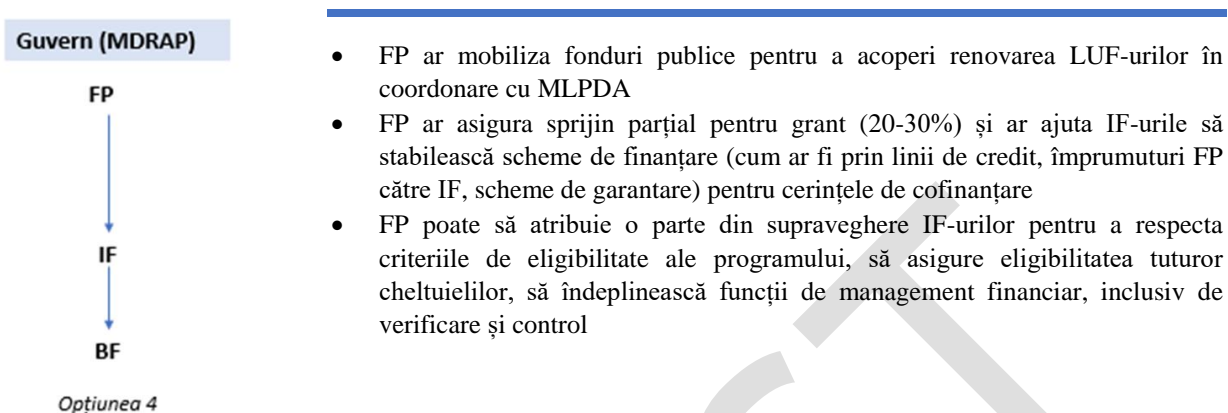 Guvern (MDRAP)
FP
IF
BF
Opțiunea 4
• FP ar mobiliza fonduri publice pentru a acoperi renovarea LUF-urilor în
coordonare cu MLPDA
• FP ar asigura sprijin parțial pentru grant (20-30%) și ar ajuta IF-urile să
stabilească scheme de finanțare (cum ar fi prin linii de credit, împrumuturi FP
către IF, scheme de garantare) pentru cerințele de cofinanțare
• FP poate să atribuie o parte din supraveghere IF-urilor pentru a respecta
criteriile de eligibilitate ale programului, să asigure eligibilitatea tuturor
cheltuielilor, să îndeplinească funcții de management financiar, inclusiv de
verificare și control